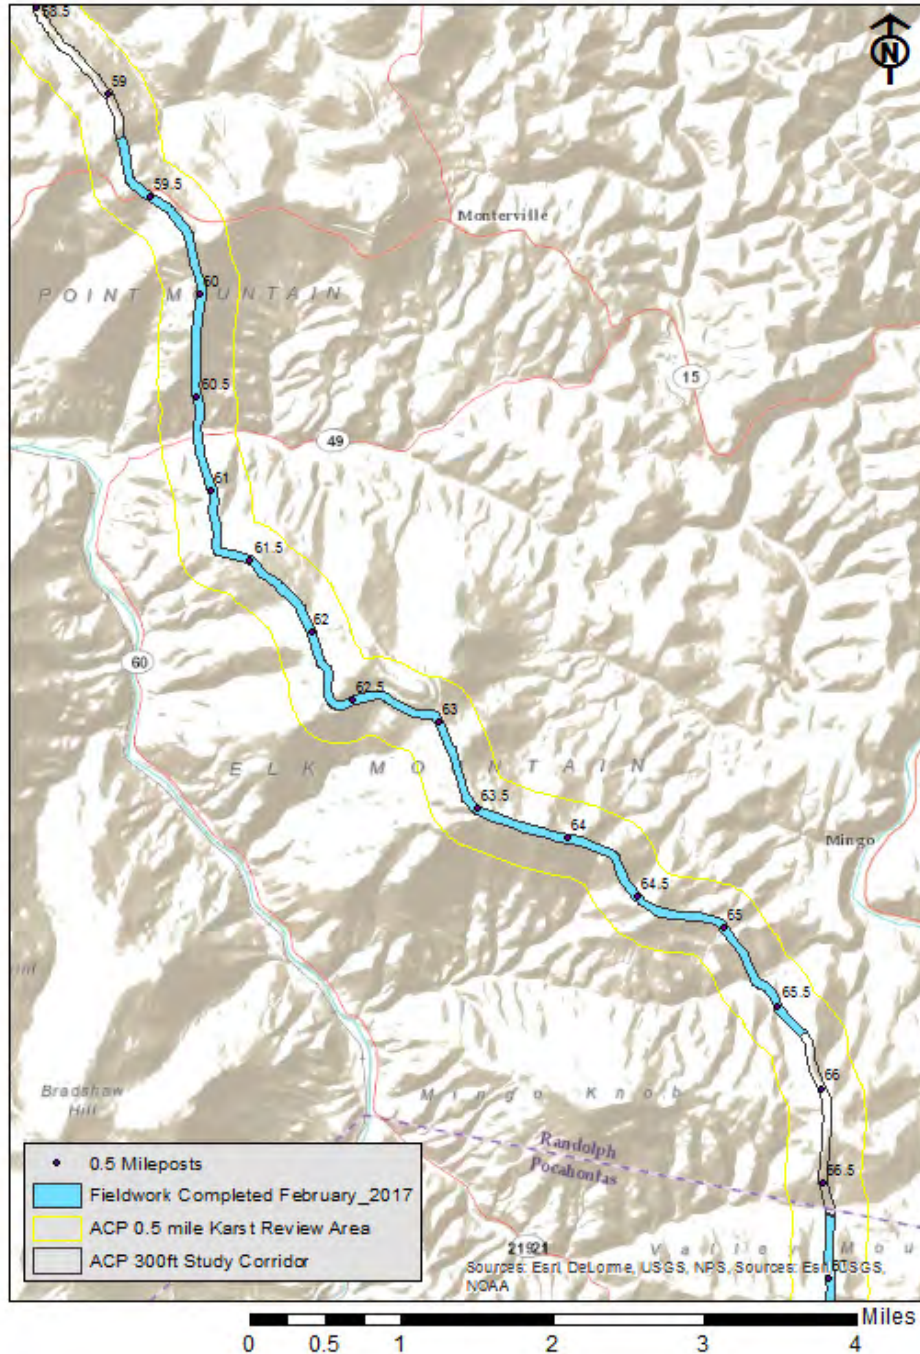 58.5
N
59
59.5
Monterville
60
POINT MOUNTAIN
15
60.5
49
61
61.5
62
60
62.5
63
ELK MOUNTAIN
63.5
64
Mingo
64.5
65
65.5
66
Bradshaw
Hill
Mingo Knob
Randolph
Pocahontas
66.5
0.5 Mileposts
Fieldwork Completed February_2017
ACP 0.5 mile Karst Review Area
ACP 300ft Study Corridor
Valley Mou
Sources: Esri, DeLorme, USGS, NPS, Sources: Esri, USGS,
NOAA
Miles
0 0.5 1 2 3 4